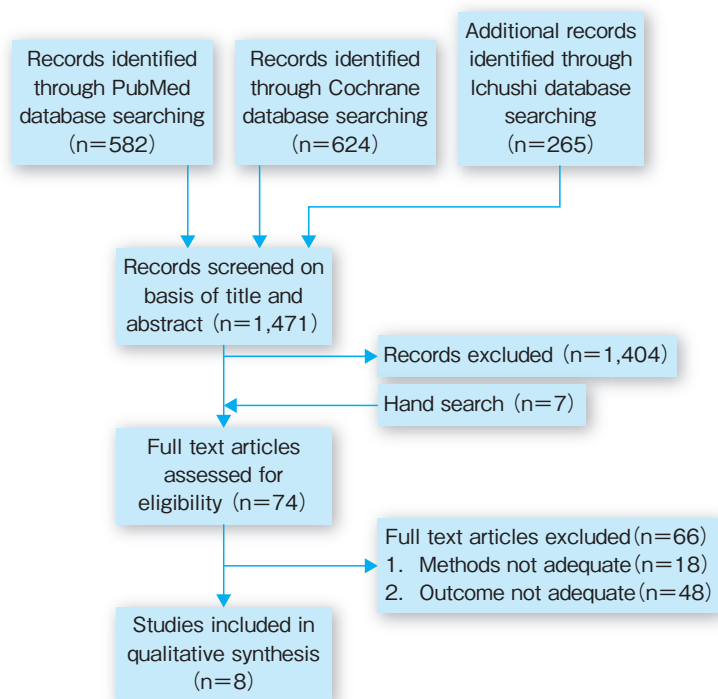 Records identified
through PubMed
database searching
(n=582)
Records identified
through Cochrane
database searching
(n=624)
Additional records
identified through
Ichushi database
searching
(n=265)
Records screened on
basis of title and
abstract (n=1,471)
Records excluded (n=1,404)
Hand search (n=7)
Full text articles
assessed for
eligibility (n=74)
Full text articles excluded(n=66)
1. Methods not adequate(n=18)
2. Outcome not adequate(n=48)
Studies included in
qualitative synthesis
(n=8)